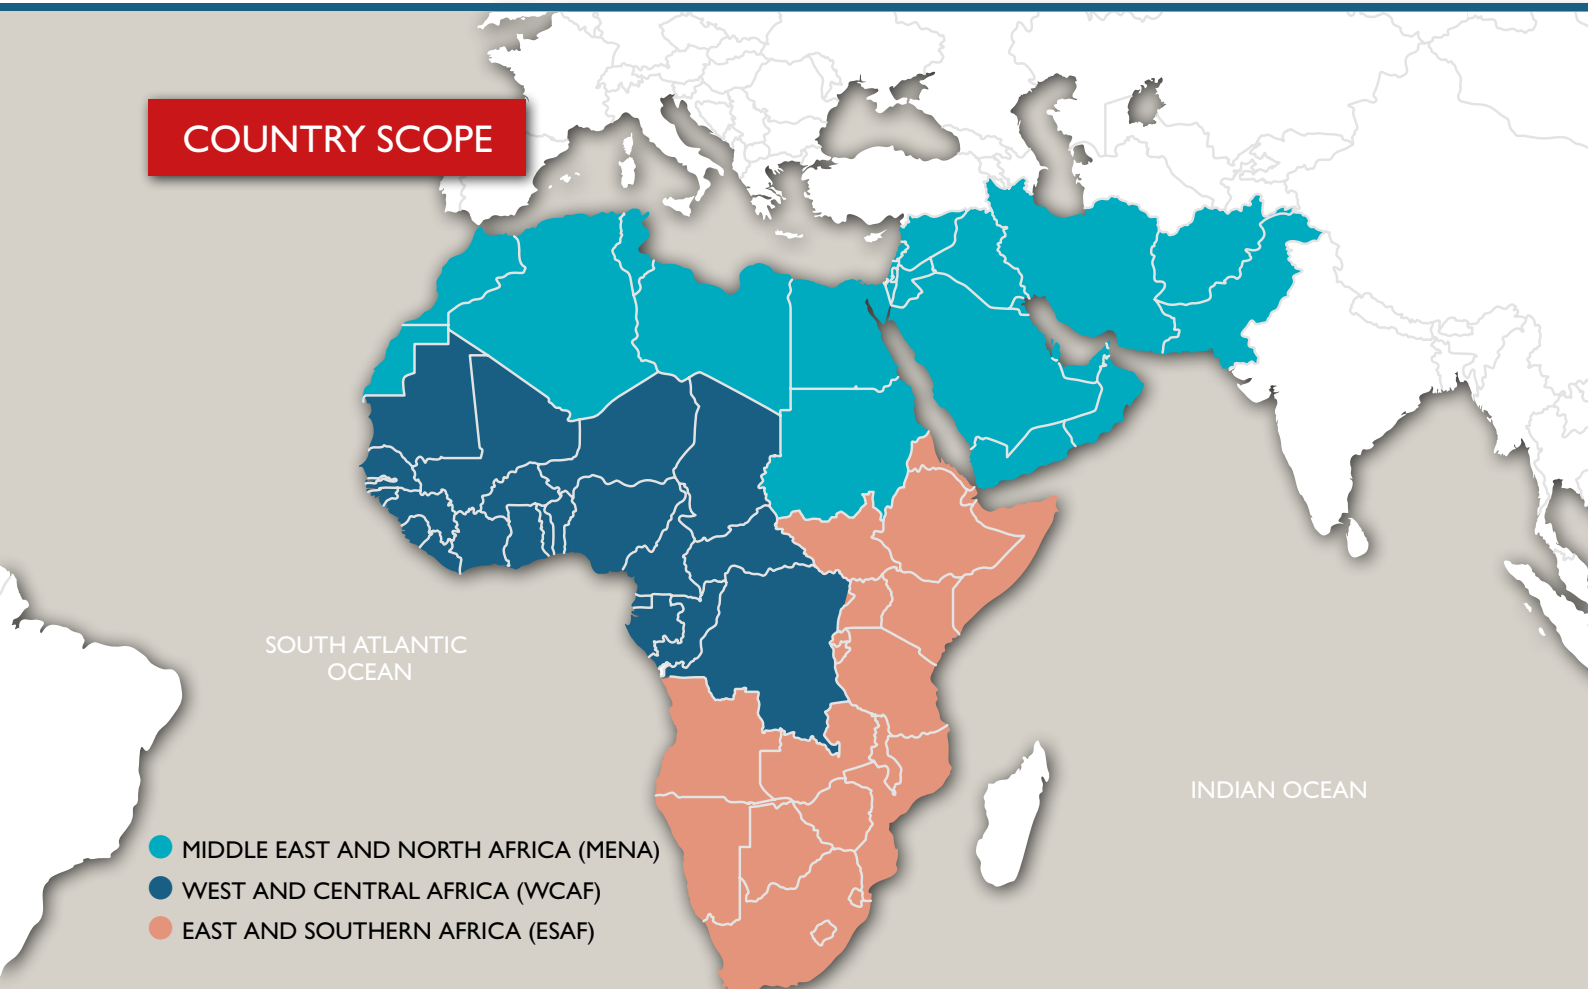 COUNTRY SCOPE
SOUTH ATLANTIC
OCEAN
INDIAN OCEAN
MIDDLE EAST AND NORTH AFRICA (MENA)
WEST AND CENTRAL AFRICA (WCAF)
EAST AND SOUTHERN AFRICA (ESAF)